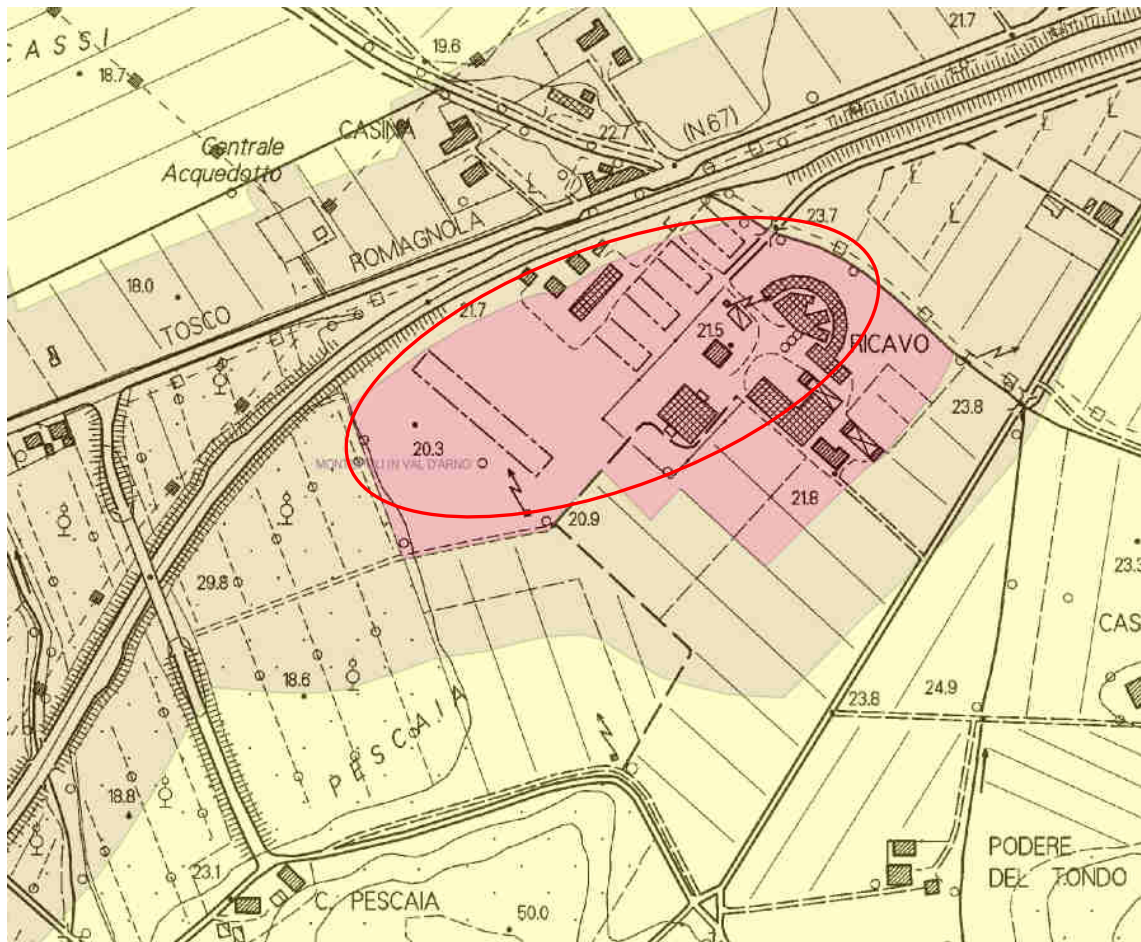 CASSI
18.7
19.6
21.7
Centrale
Acquedotto
CASINA
22.7
(N67)
ROMAGNOLA
TOSCO
18.0
21.7
23.7
21.5
RICAVO
20.3
MONTOPOLI IN VAL D'ARNO
23.8
21.8
20.9
29.8
18.6
PESCAIA
18.8
23.1
C. PESCAIA
50.0
23.8
24.9
23.3
CAS
PODERE
DEL TONDO